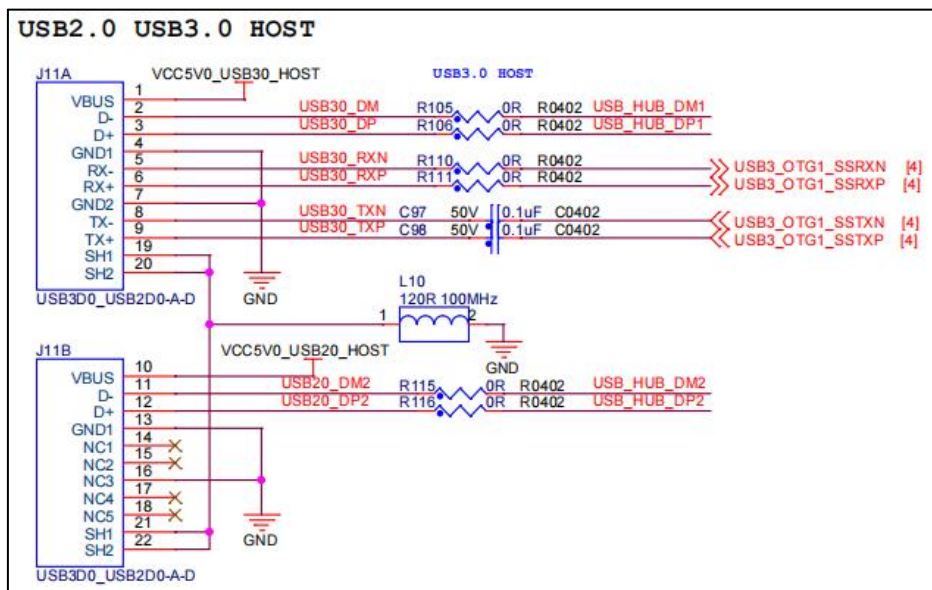 USB2.0 USB3.0 HOST
J11A
VCC5V0_USB30_HOST
USB3.0 HOST
VBUS 1
D- 2 USB30_DM R105 0R R0402 USB_HUB_DM1
D+ 3 USB30_DP R106 0R R0402 USB_HUB_DP1
GND1 4
RX- 5 USB30_RXN R110 0R R0402 USB3_OTG1_SSRXN [4]
RX+ 6 USB30_RXP R111 0R R0402 USB3_OTG1_SSRXP [4]
GND2 7
TX- 8 USB30_TXN C97 50V 0.1uF C0402 USB3_OTG1_SSTXN [4]
TX+ 9 USB30_TXP C98 50V 0.1uF C0402 USB3_OTG1_SSTXP [4]
SH1 19
SH2 20
USB3D0_USB2D0-A-D
GND
L10
120R 100MHz
1 2
GND
J11B
VCC5V0_USB20_HOST
VBUS 10
D- 11 USB20_DM2 R115 0R R0402 USB_HUB_DM2
D+ 12 USB20_DP2 R116 0R R0402 USB_HUB_DP2
GND1 13
NC1 14
NC2 15
NC3 16
NC4 17
NC5 18
SH1 21
SH2 22
GND
USB3D0_USB2D0-A-D